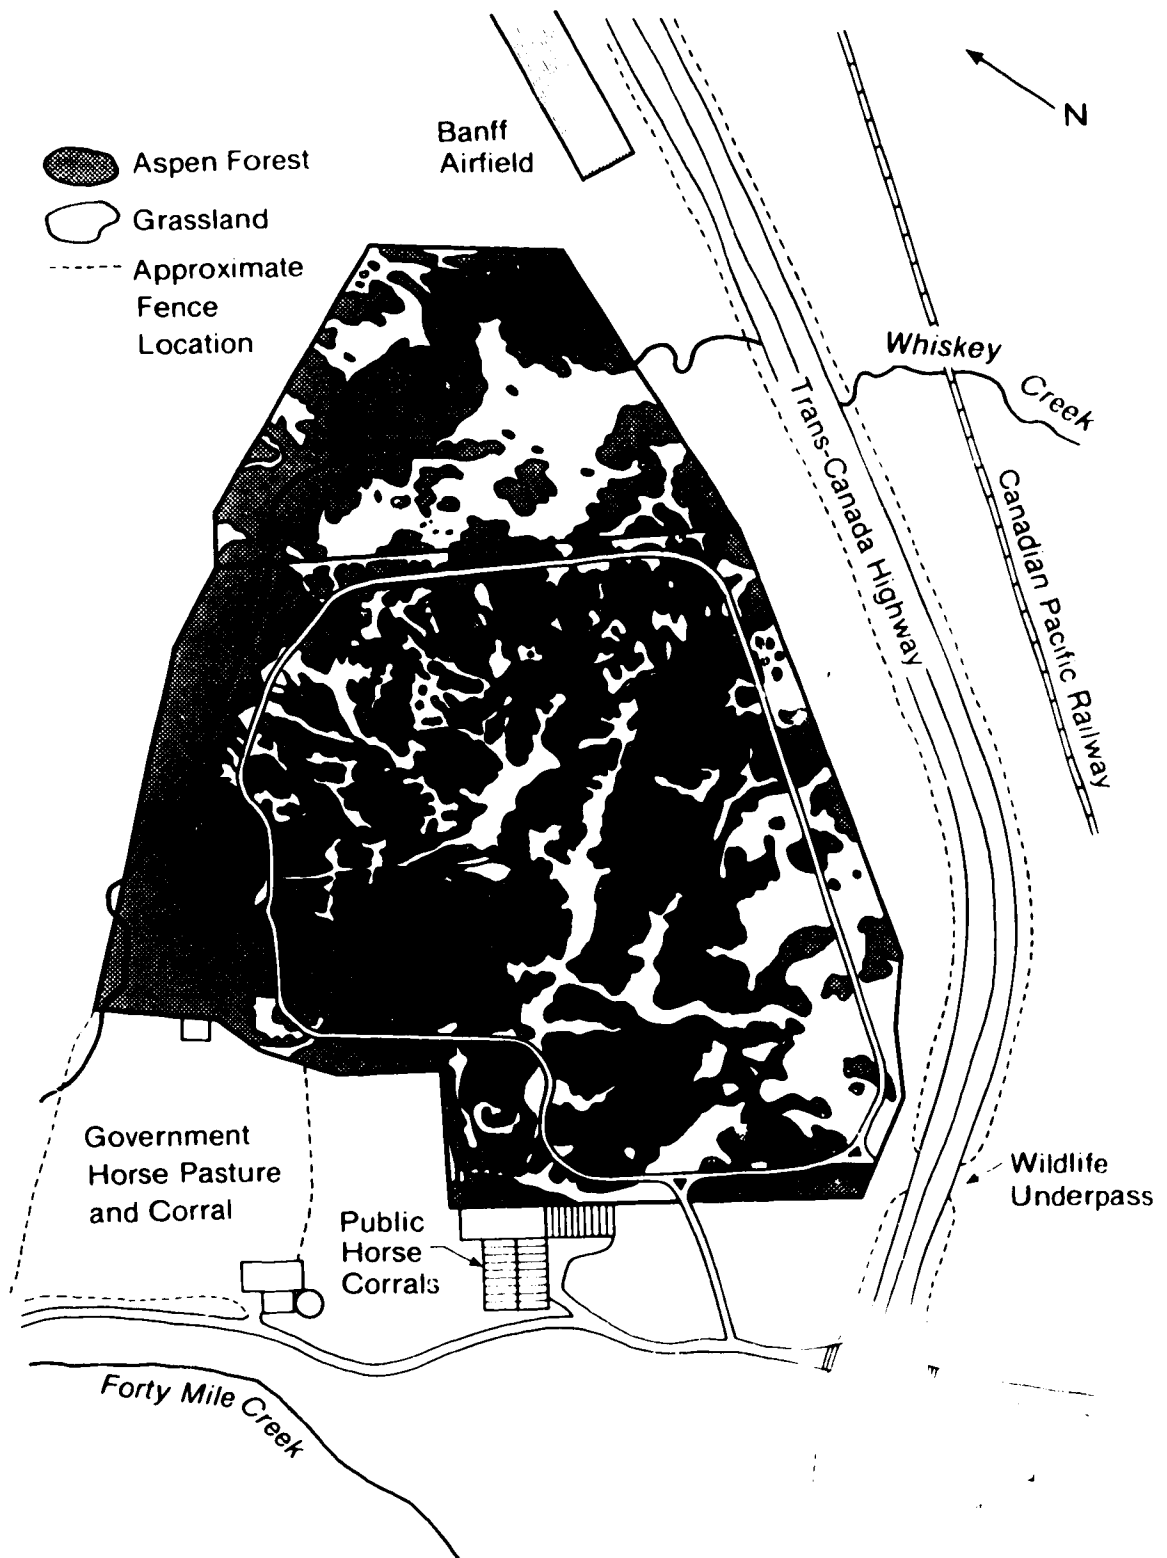 N
Banff
Airfield
Aspen Forest
Grassland
Approximate
Fence
Location
Whiskey
Creek
Trans-Canada Highway
Canadian Pacific Railway
Government
Horse Pasture
and Corral
Public
Horse
Corrals
Wildlife
Underpass
Forty Mile Creek